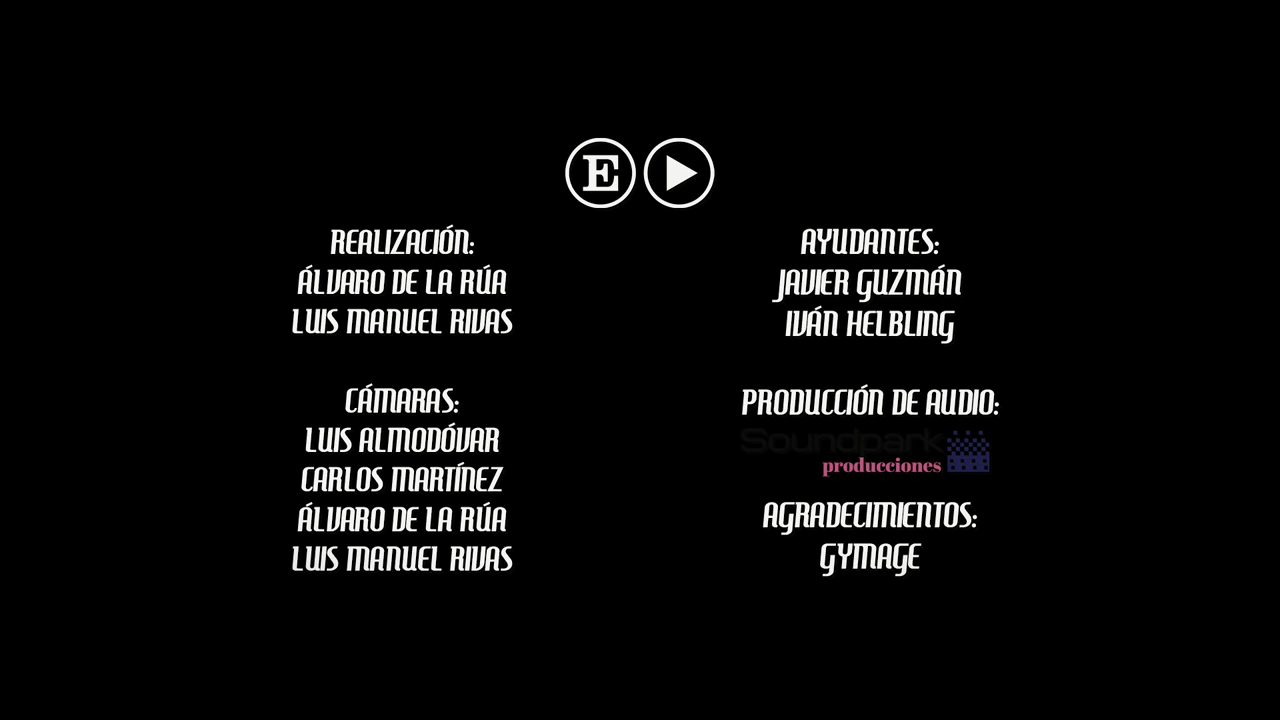 E
REALIZACIÓN:
ÁLVARO DE LA RÚA
LUIS MANUEL RIVAS
CÁMARAS:
LUIS ALMODÓVAR
CARLOS MARTÍNEZ
ÁLVARO DE LA RÚA
LUIS MANUEL RIVAS
AYUDANTES:
JAVIER GUZMÁN
IVÁN HELBLING
PRODUCCIÓN DE AUDIO:
Soundpark
producciones
AGRADECIMIENTOS:
GYMAGE